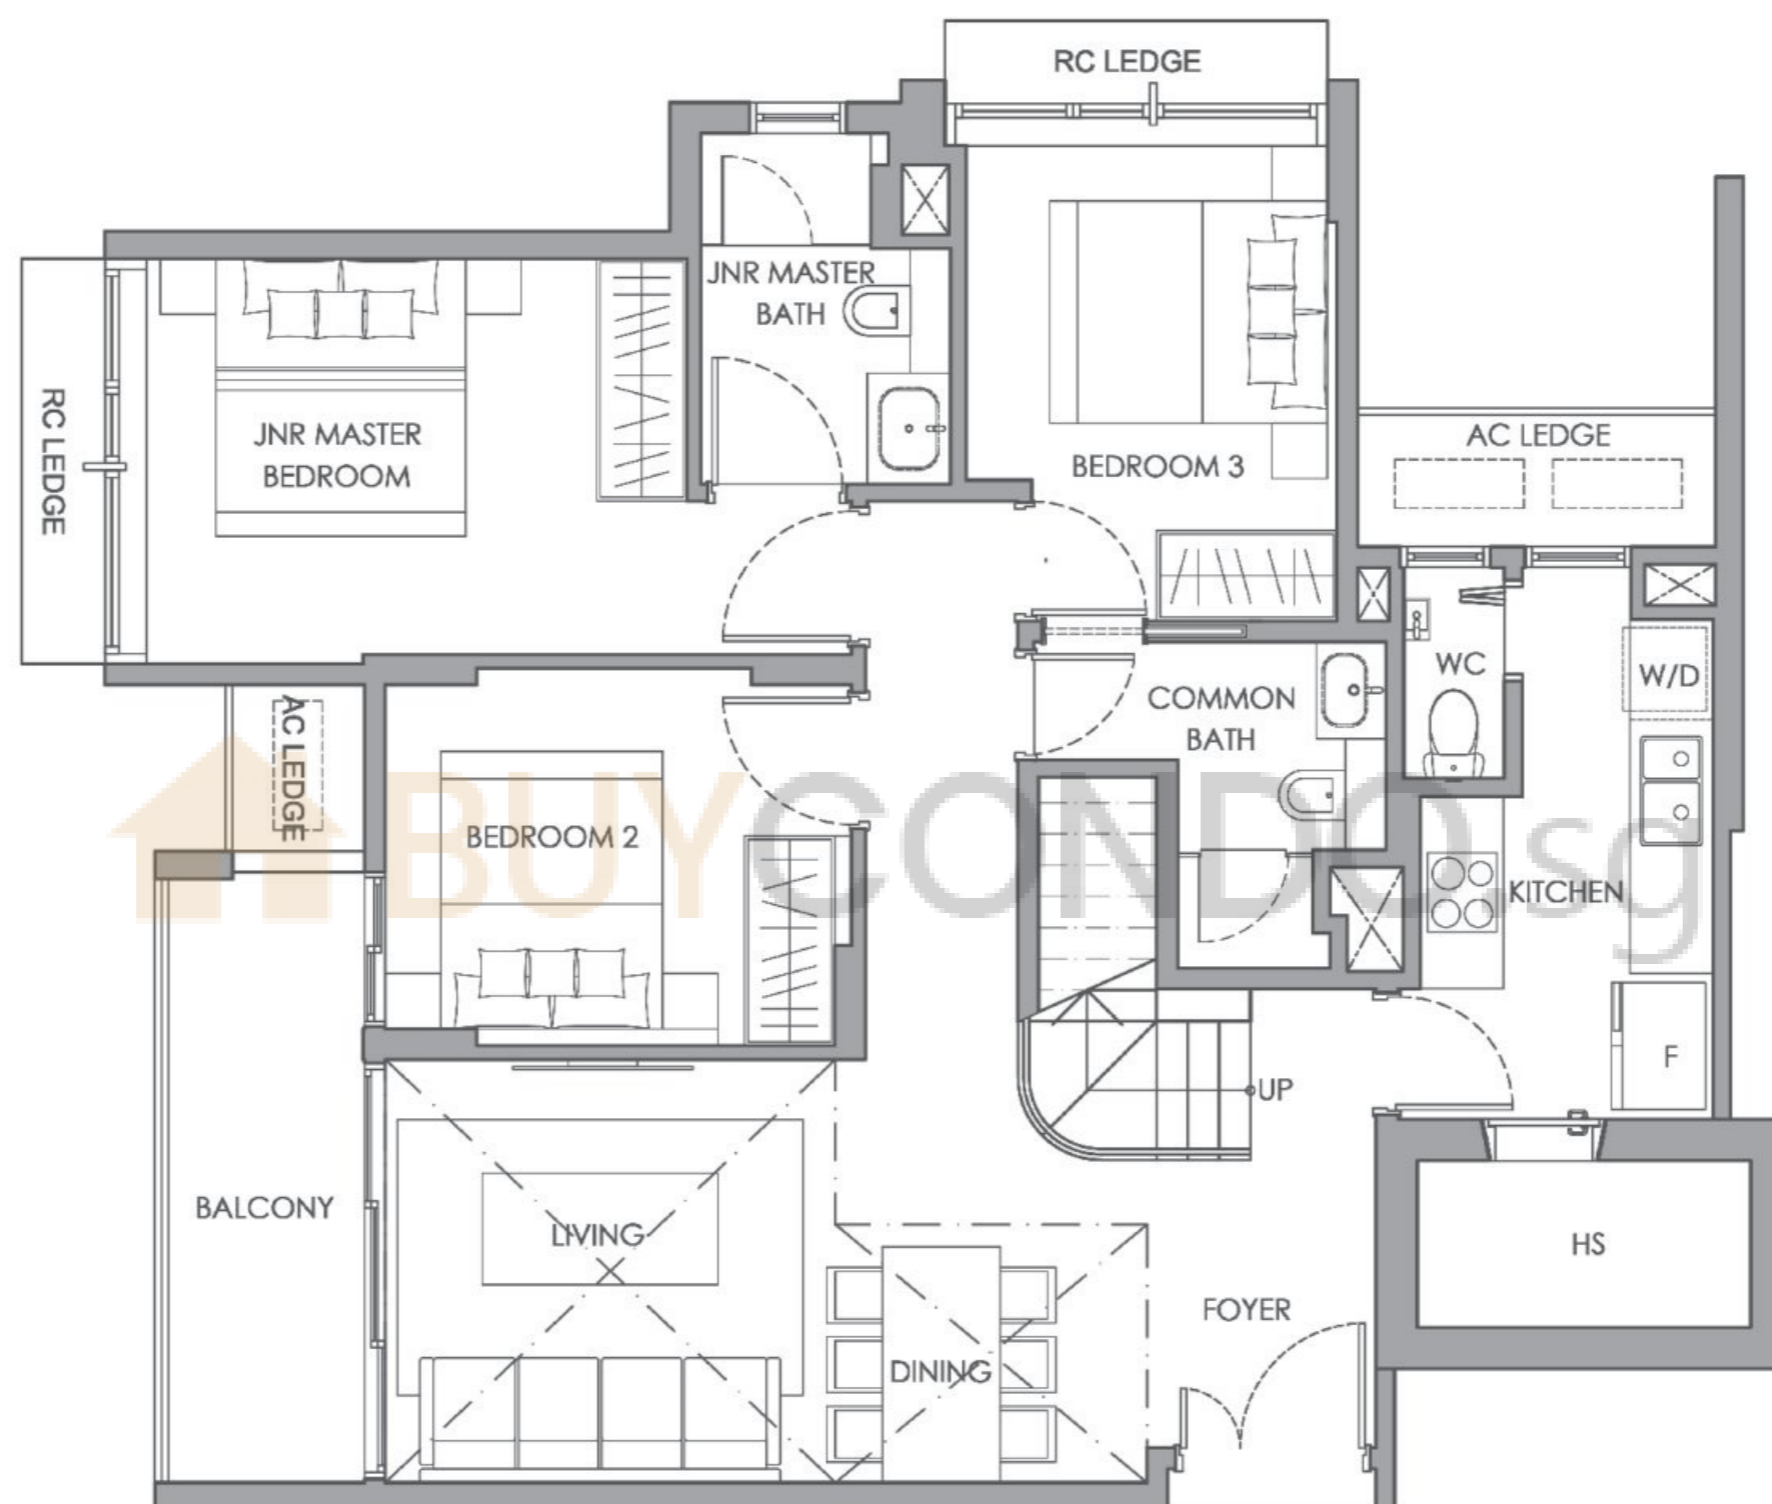 RC LEDGE
JNR MASTER
BATH
RC LEDGE
JNR MASTER
BEDROOM
BEDROOM 3
AC LEDGE
WC
W/D
COMMON
BATH
AC LEDGE
BEDROOM 2
BUYCONDO.sg
KITCHEN
F
UP
BALCONY
LIVING
HS
FOYER
DINING